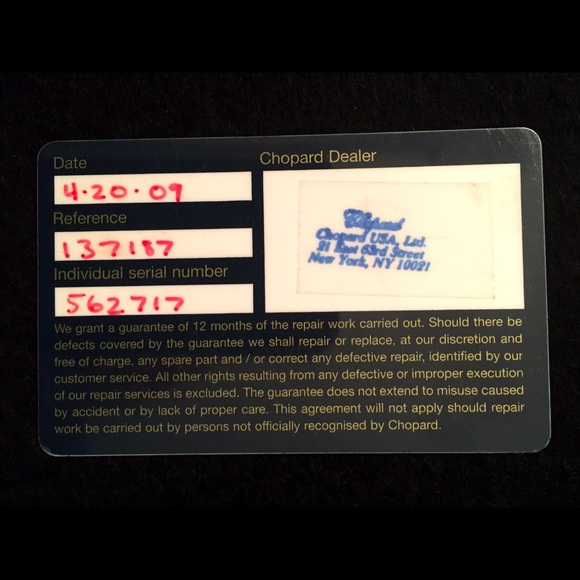 Date
4·20·09
Reference
137187
Individual serial number
562717
Chopard Dealer
Chopard
Chopard USA, Ltd.
21 East 63rd Street
New York, NY 10021
We grant a guarantee of 12 months of the repair work carried out. Should there be
defects covered by the guarantee we shall repair or replace, at our discretion and
free of charge, any spare part and / or correct any defective repair, identified by our
customer service. All other rights resulting from any defective or improper execution
of our repair services is excluded. The guarantee does not extend to misuse caused
by accident or by lack of proper care. This agreement will not apply should repair
work be carried out by persons not officially recognised by Chopard.